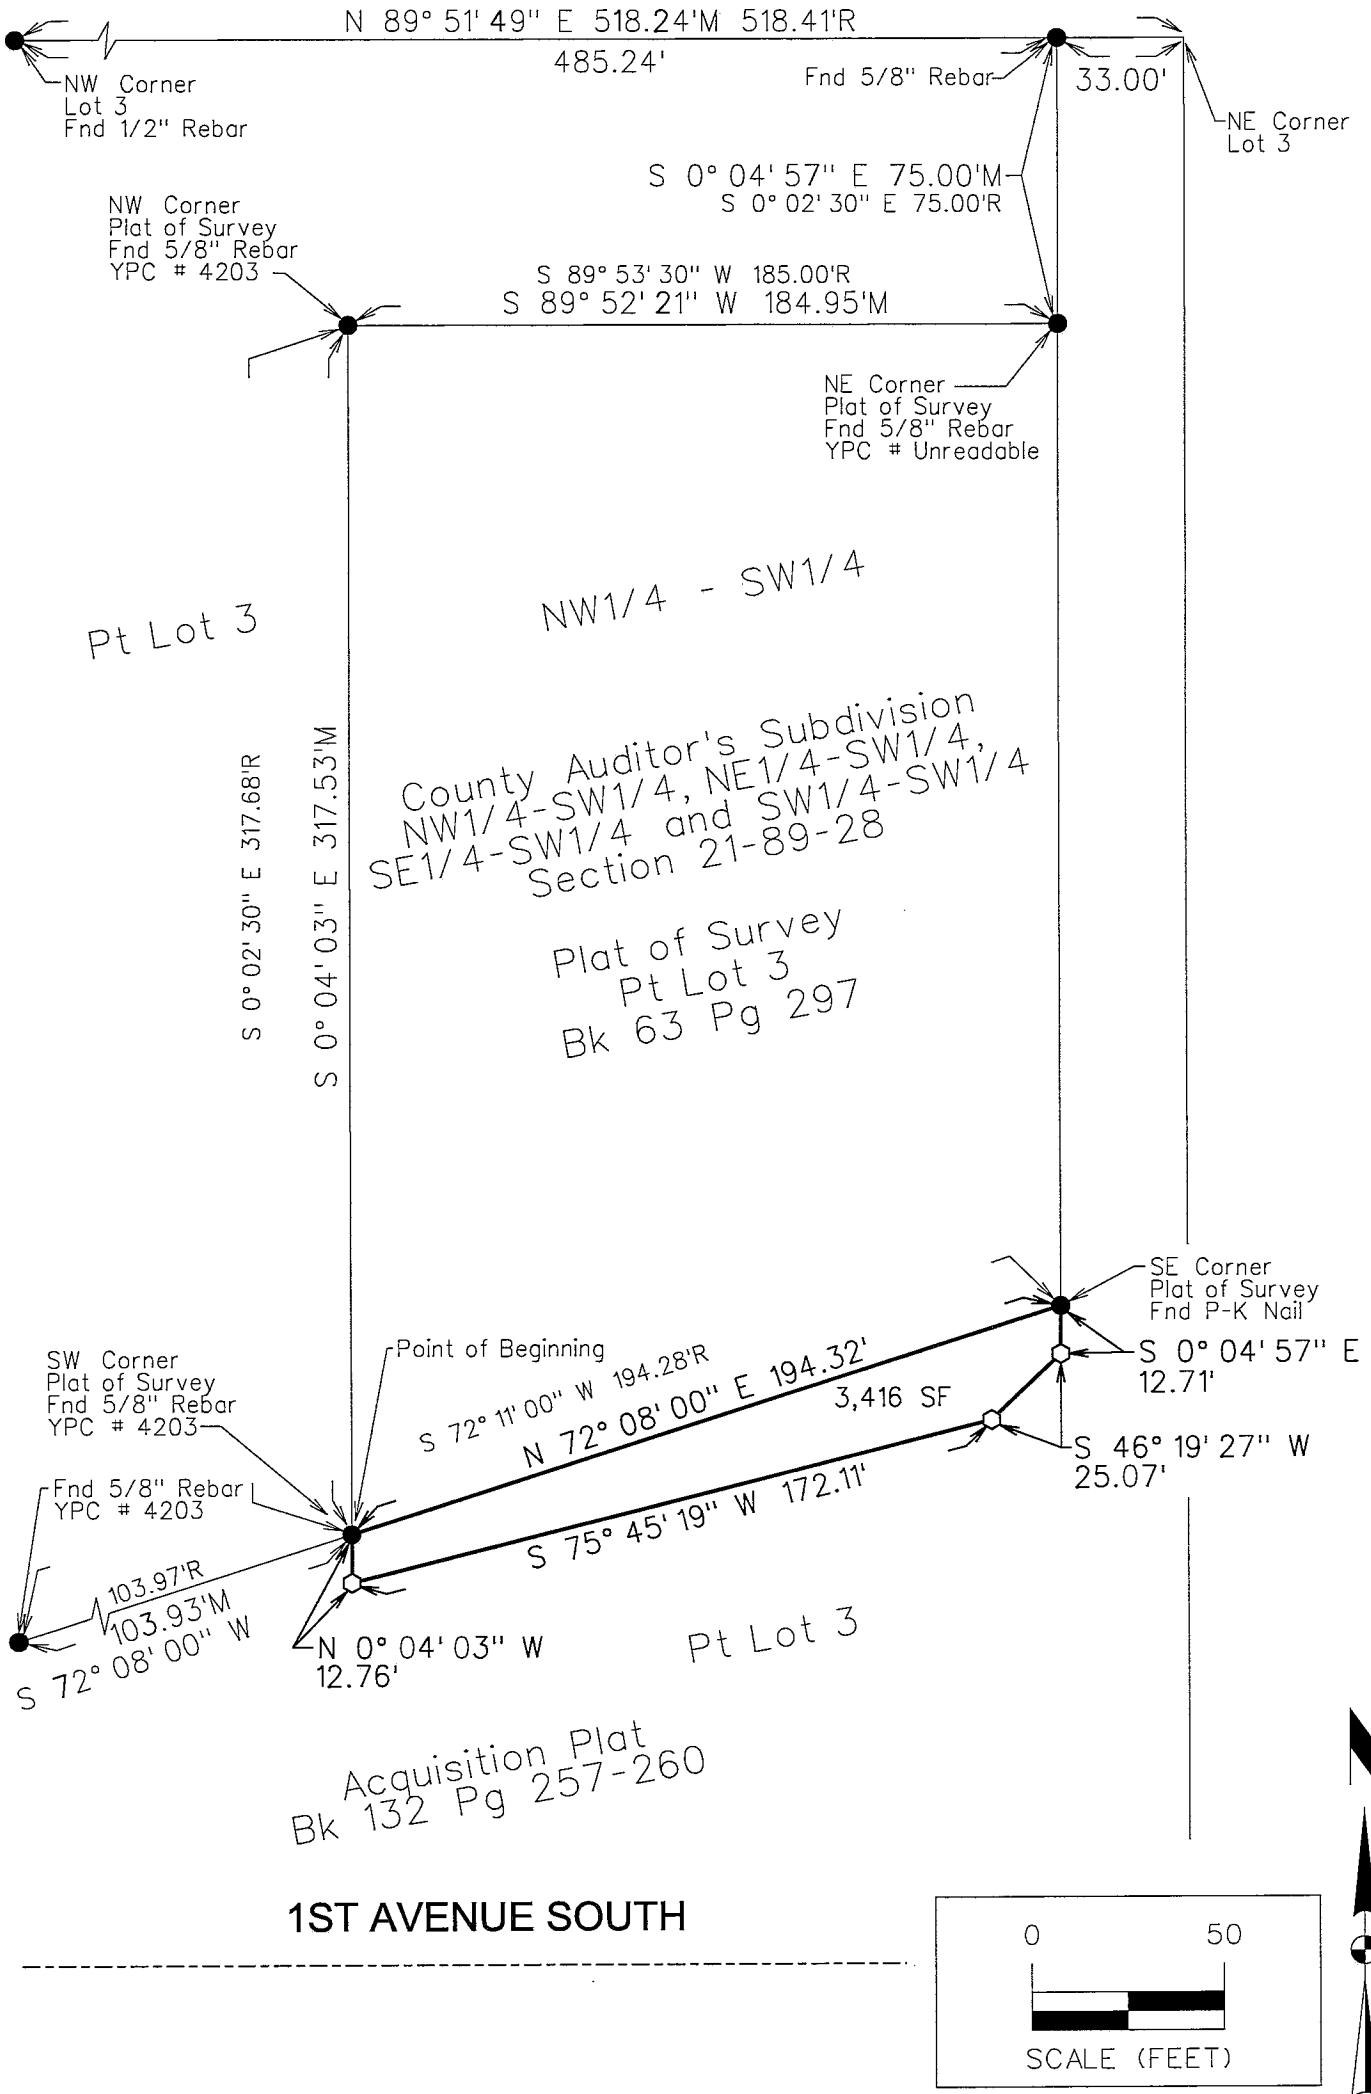 N 89° 51' 49" E 518.24'M 518.41'R
485.24'
Fnd 5/8" Rebar
33.00'
NW Corner
Lot 3
Fnd 1/2" Rebar
NE Corner
Lot 3
S 0° 04' 57" E 75.00'M
S 0° 02' 30" E 75.00'R
NW Corner
Plat of Survey
Fnd 5/8" Rebar
YPC # 4203
S 89° 53' 30" W 185.00'R
S 89° 52' 21" W 184.95'M
NE Corner
Plat of Survey
Fnd 5/8" Rebar
YPC # Unreadable
NW1/4 - SW1/4
Pt Lot 3
S 0° 02' 30" E 317.68'R
S 0° 04' 03" E 317.53'M
County Auditor's Subdivision
NW1/4-SW1/4, NE1/4-SW1/4,
SE1/4-SW1/4 and SW1/4-SW1/4
Section 21-89-28
Plat of Survey
Pt Lot 3
Bk 63 Pg 297
SE Corner
Plat of Survey
Fnd P-K Nail
S 0° 04' 57" E
12.71'
Point of Beginning
SW Corner
Plat of Survey
Fnd 5/8" Rebar
YPC # 4203
S 72° 11' 00" W 194.28'R
N 72° 08' 00" E 194.32'
3,416 SF
S 46° 19' 27" W
25.07'
Fnd 5/8" Rebar
YPC # 4203
S 75° 45' 19" W 172.11'
103.97'R
103.93'M
S 72° 08' 00" W
N 0° 04' 03" W
12.76'
Pt Lot 3
Acquisition Plat
Bk 132 Pg 257-260
N
1ST AVENUE SOUTH
0 50
SCALE (FEET)